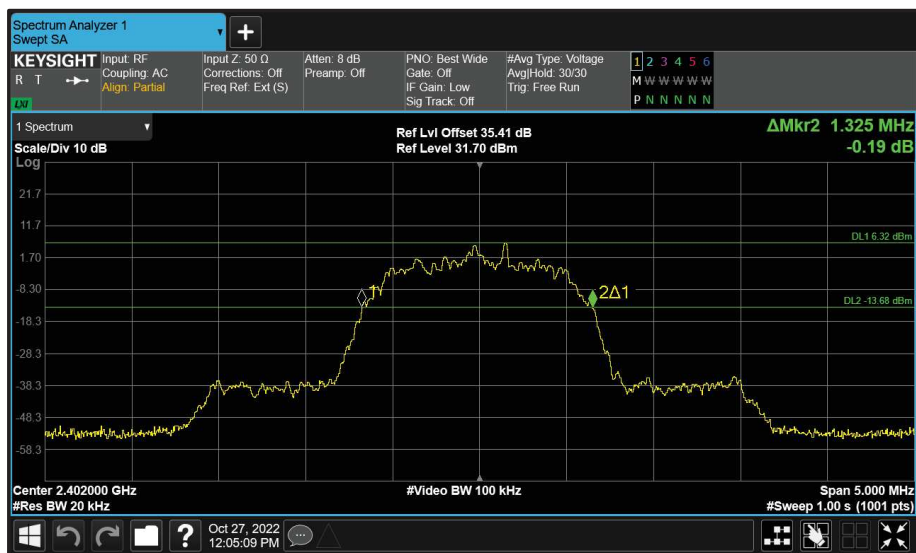 Spectrum Analyzer 1
Swept SA
+
KEYSIGHT
R T
LXI
Input: RF
Coupling: AC
Align: Partial
Input Z: 50 Ω
Corrections: Off
Freq Ref: Ext (S)
Atten: 8 dB
Preamp: Off
PNO: Best Wide
Gate: Off
IF Gain: Low
Sig Track: Off
#Avg Type: Voltage
Avg|Hold: 30/30
Trig: Free Run
1 2 3 4 5 6
M W W W W W
P N N N N N
1 Spectrum
Scale/Div 10 dB
Ref Lvl Offset 35.41 dB
Ref Level 31.70 dBm
ΔMkr2 1.325 MHz
-0.19 dB
Log
21.7
11.7
DL1 6.32 dBm
1.70
-8.30
1
2Δ1
DL2 -13.68 dBm
-18.3
-28.3
-38.3
-48.3
-58.3
Center 2.402000 GHz
#Video BW 100 kHz
Span 5.000 MHz
#Res BW 20 kHz
#Sweep 1.00 s (1001 pts)
?
Oct 27, 2022
12:05:09 PM